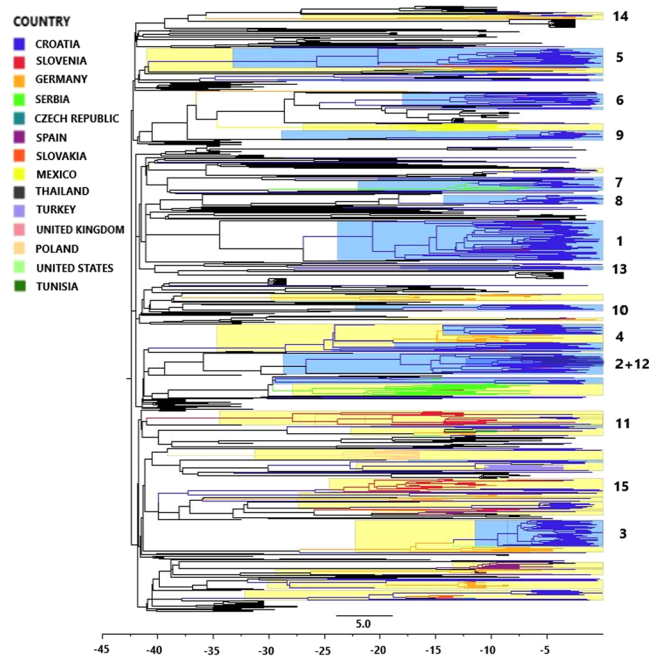 COUNTRY
CROATIA
SLOVENIA
GERMANY
SERBIA
CZECH REPUBLIC
SPAIN
SLOVAKIA
MEXICO
THAILAND
TURKEY
UNITED KINGDOM
POLAND
UNITED STATES
TUNISIA
14
5
6
9
7
8
1
13
10
4
2+12
11
15
3
5.0
-45
-40
-35
-30
-25
-20
-15
-10
-5